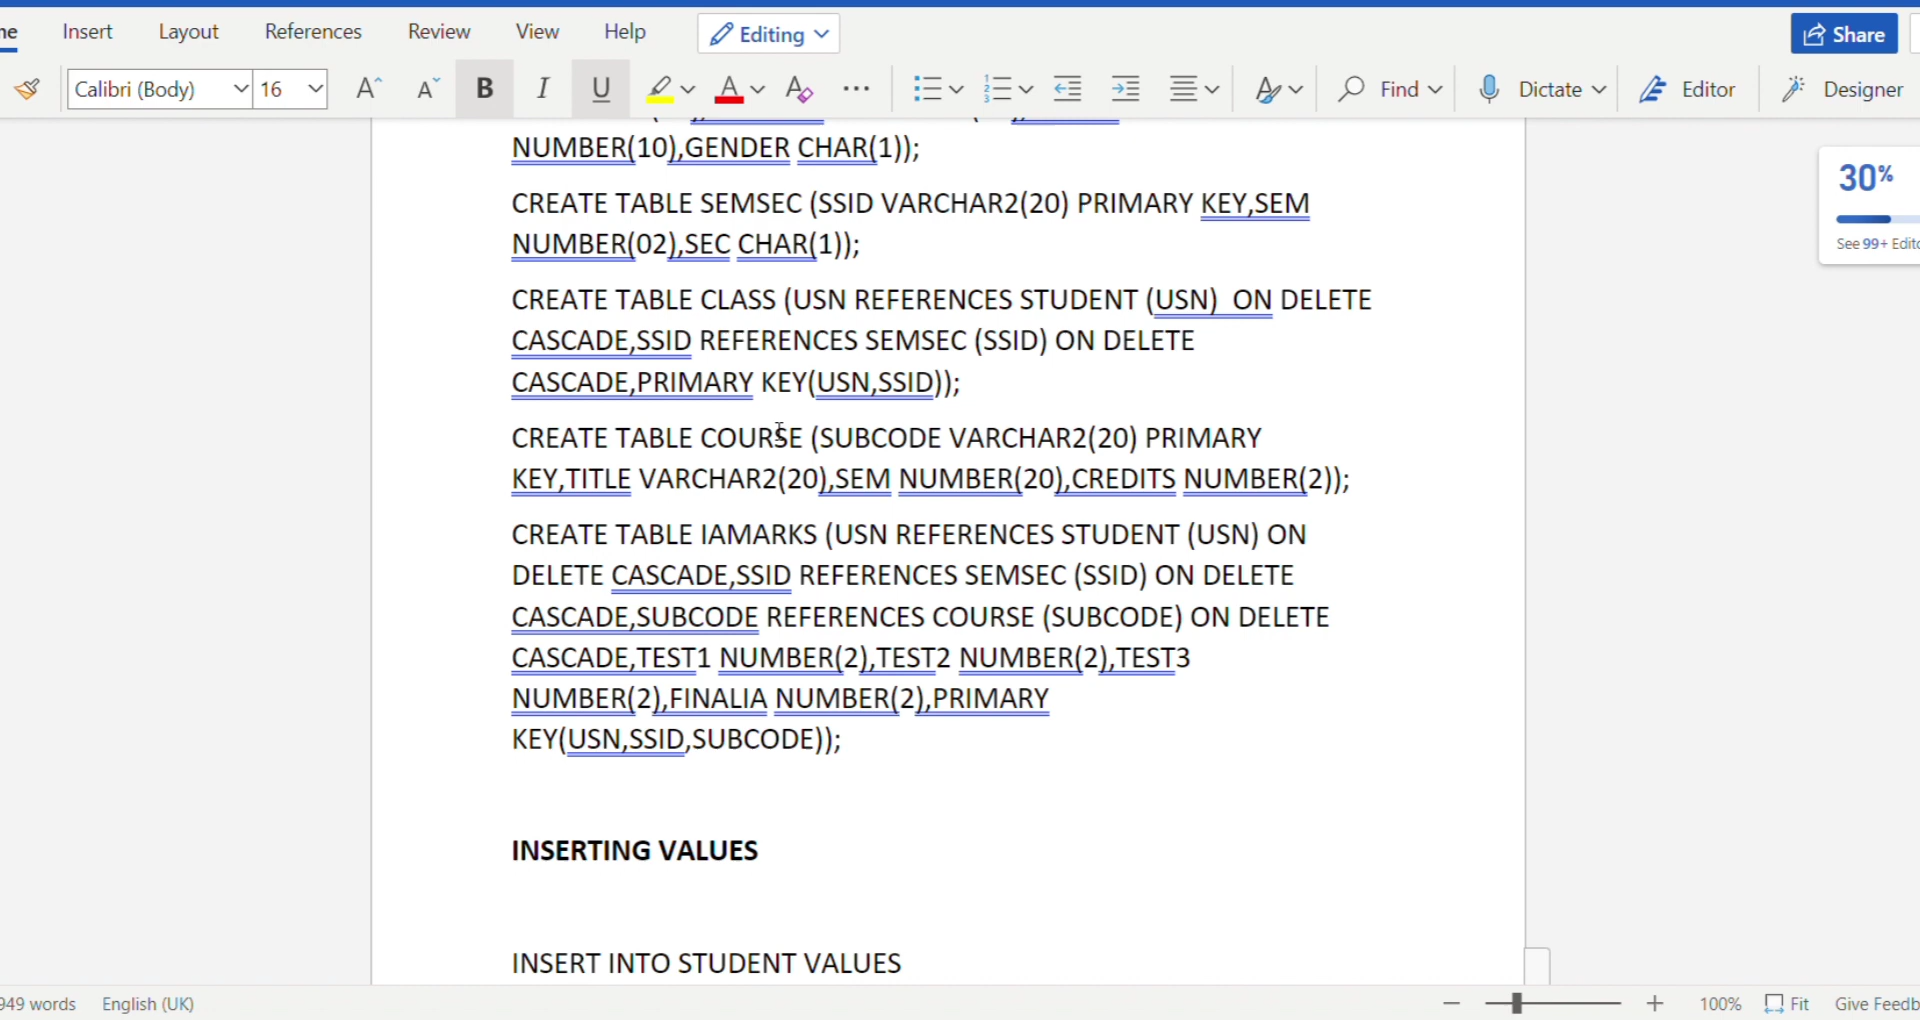 Insert Layout References Review View Help Editing Share
Calibri (Body) 16 A A B I U A A ... Find Dictate Editor Designer
NUMBER(10),GENDER CHAR(1));
30%
CREATE TABLE SEMSEC (SSID VARCHAR2(20) PRIMARY KEY,SEM
NUMBER(02),SEC CHAR(1));
See 99+
CREATE TABLE CLASS (USN REFERENCES STUDENT (USN)  ON DELETE
CASCADE,SSID REFERENCES SEMSEC (SSID) ON DELETE
CASCADE,PRIMARY KEY(USN,SSID));
CREATE TABLE COURSE (SUBCODE VARCHAR2(20) PRIMARY
KEY,TITLE VARCHAR2(20),SEM NUMBER(20),CREDITS NUMBER(2));
CREATE TABLE IAMARKS (USN REFERENCES STUDENT (USN) ON
DELETE CASCADE,SSID REFERENCES SEMSEC (SSID) ON DELETE
CASCADE,SUBCODE REFERENCES COURSE (SUBCODE) ON DELETE
CASCADE,TEST1 NUMBER(2),TEST2 NUMBER(2),TEST3
NUMBER(2),FINALIA NUMBER(2),PRIMARY
KEY(USN,SSID,SUBCODE));
INSERTING VALUES
INSERT INTO STUDENT VALUES
949 words English (UK) 100% Fit Give Feedb